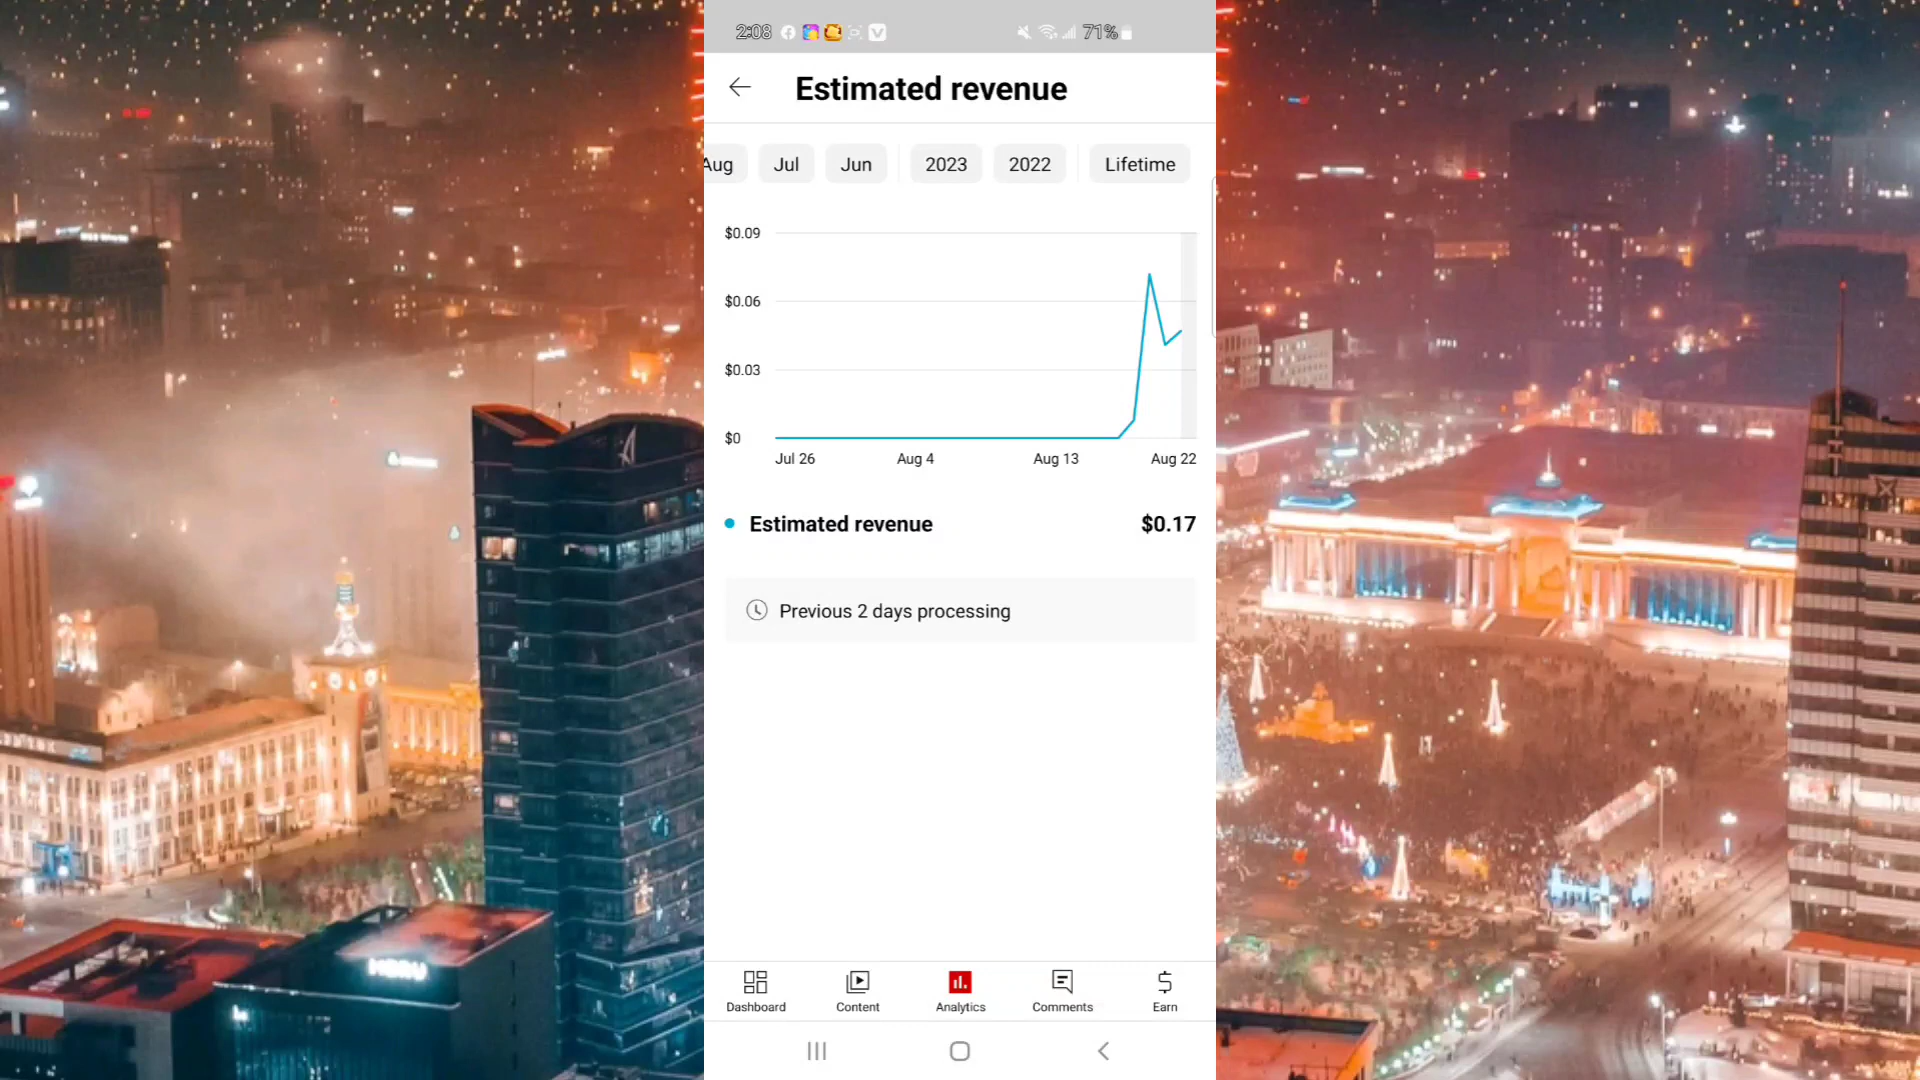 2:08
71%
Estimated revenue
Aug
Jul
Jun
2023
2022
Lifetime
$0.09
$0.06
$0.03
$0
Jul 26
Aug 4
Aug 13
Aug 22
Estimated revenue
$0.17
Previous 2 days processing
Dashboard
Content
Analytics
Comments
Earn